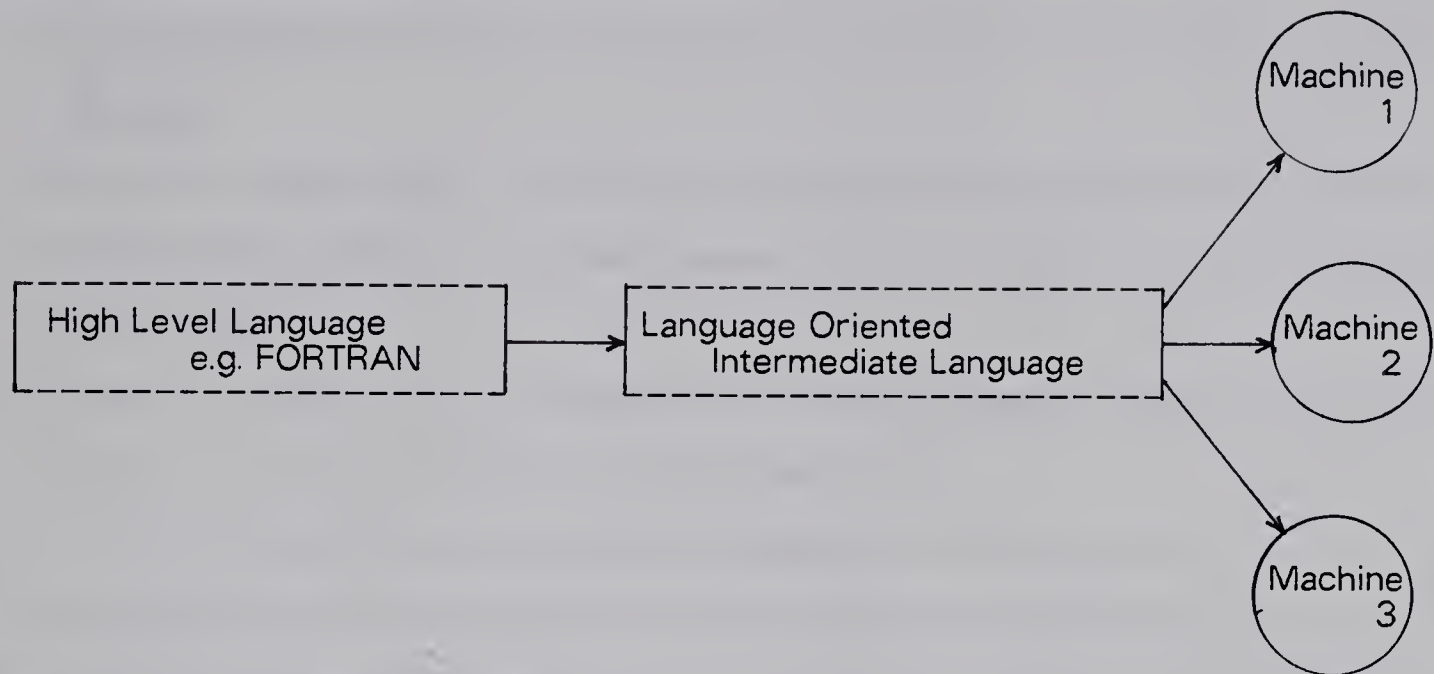 High Level Language
e.g. FORTRAN
Language Oriented
Intermediate Language
Machine
1
Machine
2
Machine
3